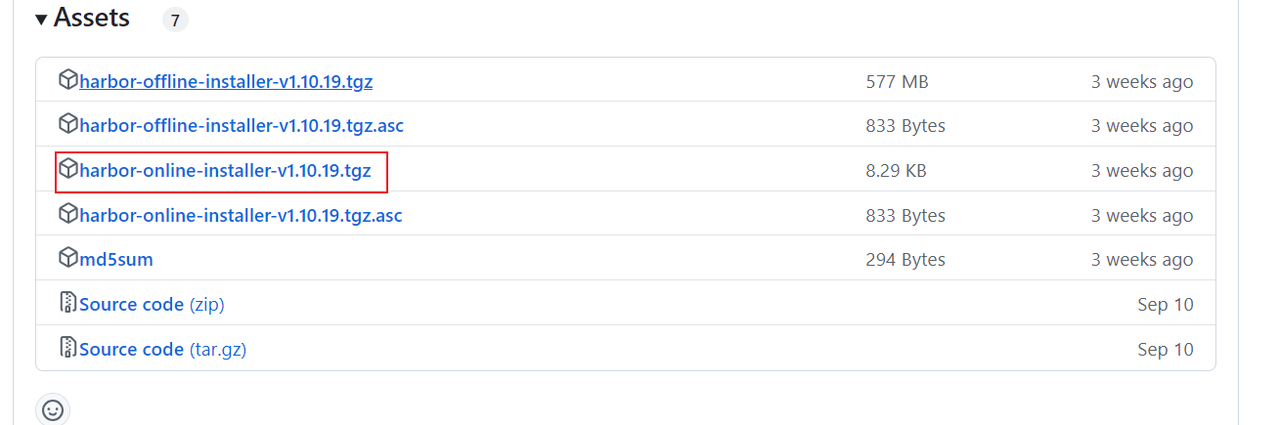 Assets 7
harbor-offline-installer-v1.10.19.tgz 577 MB 3 weeks ago
harbor-offline-installer-v1.10.19.tgz.asc 833 Bytes 3 weeks ago
harbor-online-installer-v1.10.19.tgz 8.29 KB 3 weeks ago
harbor-online-installer-v1.10.19.tgz.asc 833 Bytes 3 weeks ago
md5sum 294 Bytes 3 weeks ago
Source code (zip) Sep 10
Source code (tar.gz) Sep 10